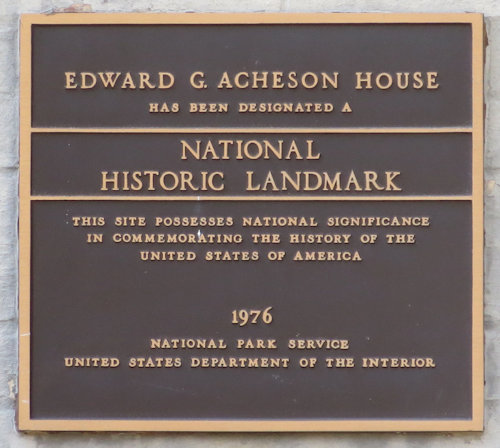 EDWARD G. ACHESON HOUSE
HAS BEEN DESIGNATED A
NATIONAL
HISTORIC LANDMARK
THIS SITE POSSESSES NATIONAL SIGNIFICANCE
IN COMMEMORATING THE HISTORY OF THE
UNITED STATES OF AMERICA
1976
NATIONAL PARK SERVICE
UNITED STATES DEPARTMENT OF THE INTERIOR